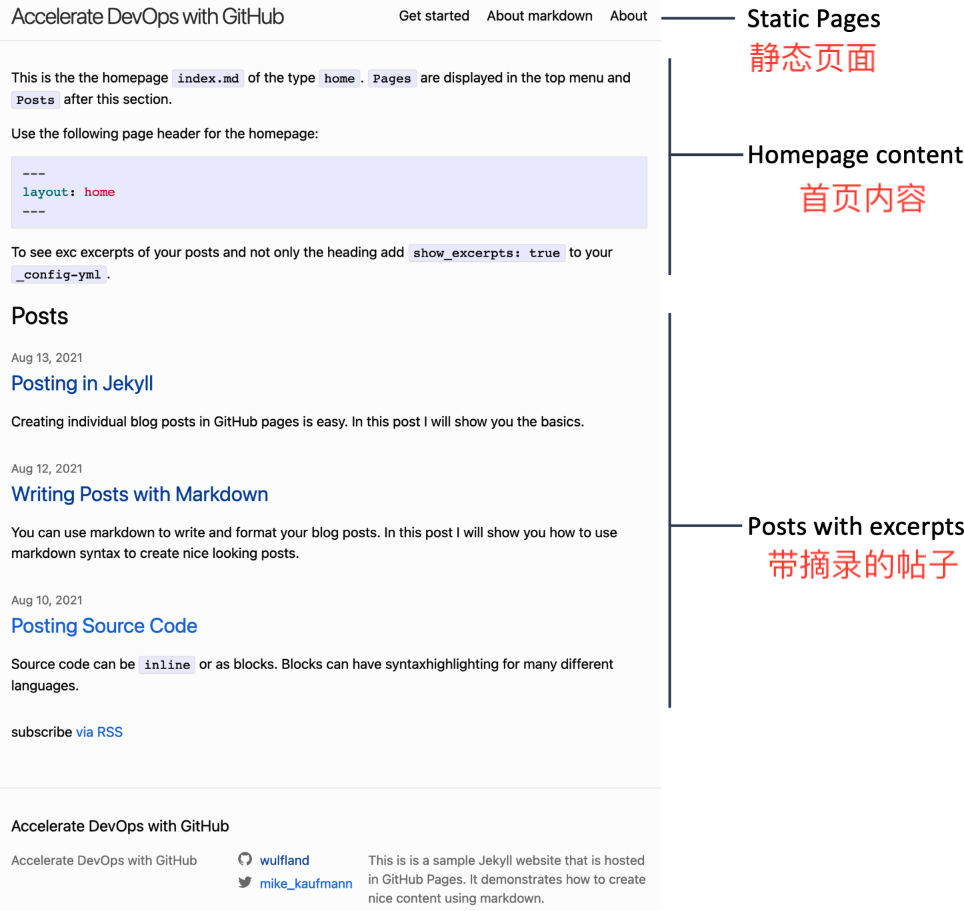 Accelerate DevOps with GitHub
Get started About markdown About
Static Pages
静态页面
This is the the homepage index.md of the type home . Pages are displayed in the top menu and
Posts after this section.
Use the following page header for the homepage:
---
layout: home
---
Homepage content
首页内容
To see exc excerpts of your posts and not only the heading add show_excerpts: true to your
_config-yml .
Posts
Aug 13, 2021
Posting in Jekyll
Creating individual blog posts in GitHub pages is easy. In this post I will show you the basics.
Aug 12, 2021
Writing Posts with Markdown
You can use markdown to write and format your blog posts. In this post I will show you how to use
markdown syntax to create nice looking posts.
Posts with excerpts
带摘录的帖子
Aug 10, 2021
Posting Source Code
Source code can be inline or as blocks. Blocks can have syntaxhighlighting for many different
languages.
subscribe via RSS
Accelerate DevOps with GitHub
Accelerate DevOps with GitHub
wulfland
mike_kaufmann
This is is a sample Jekyll website that is hosted
in GitHub Pages. It demonstrates how to create
nice content using markdown.